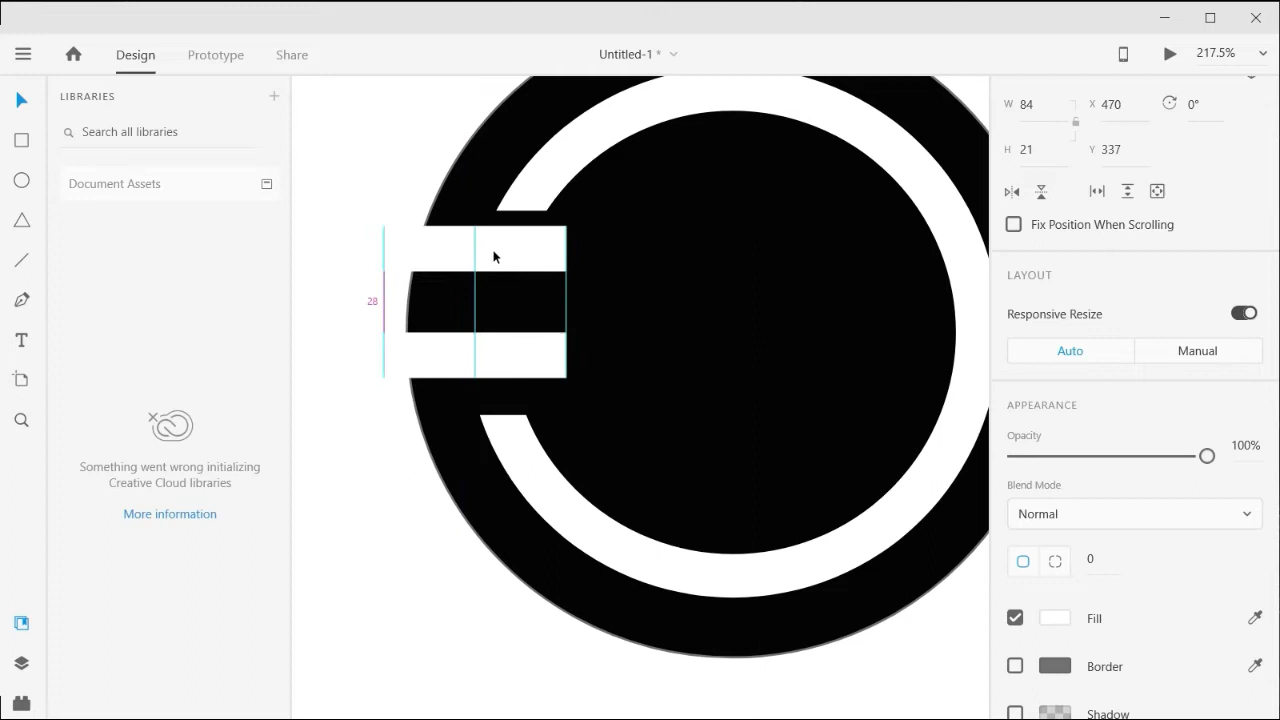 Design
Prototype
Share
Untitled-1 *
217.5%
LIBRARIES
+
Search all libraries
Document Assets
Something went wrong initializing
Creative Cloud libraries
More information
T
28
W 84 X 470 0°
H 21 Y 337
Fix Position When Scrolling
LAYOUT
Responsive Resize
Auto Manual
APPEARANCE
Opacity
100%
Blend Mode
Normal
0
Fill
Border
Shadow